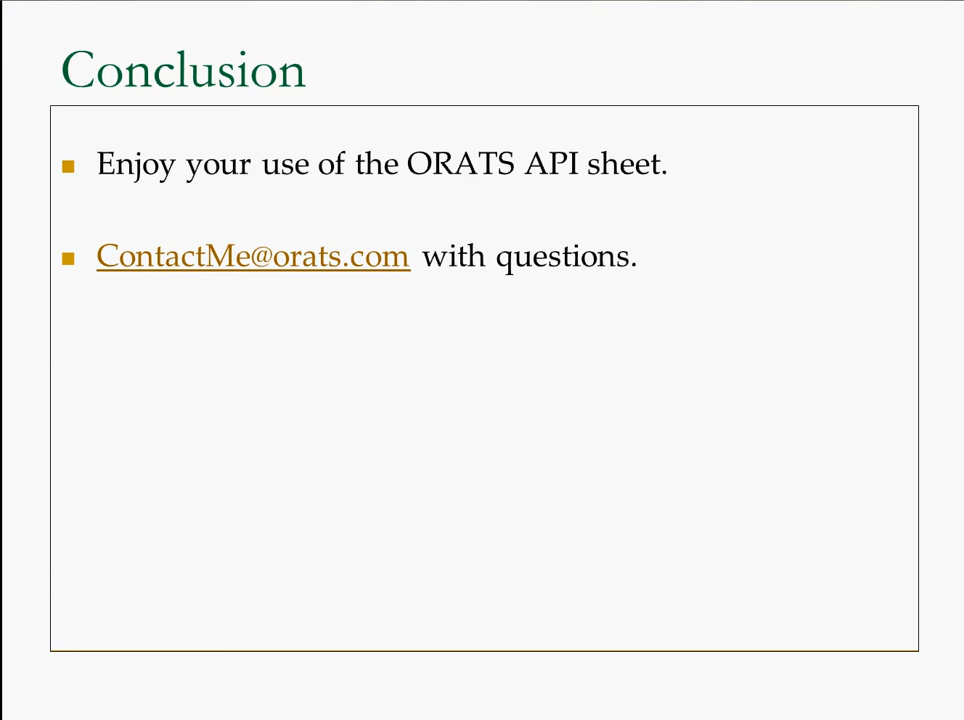 Conclusion
Enjoy your use of the ORATS API sheet.
ContactMe@orats.com with questions.